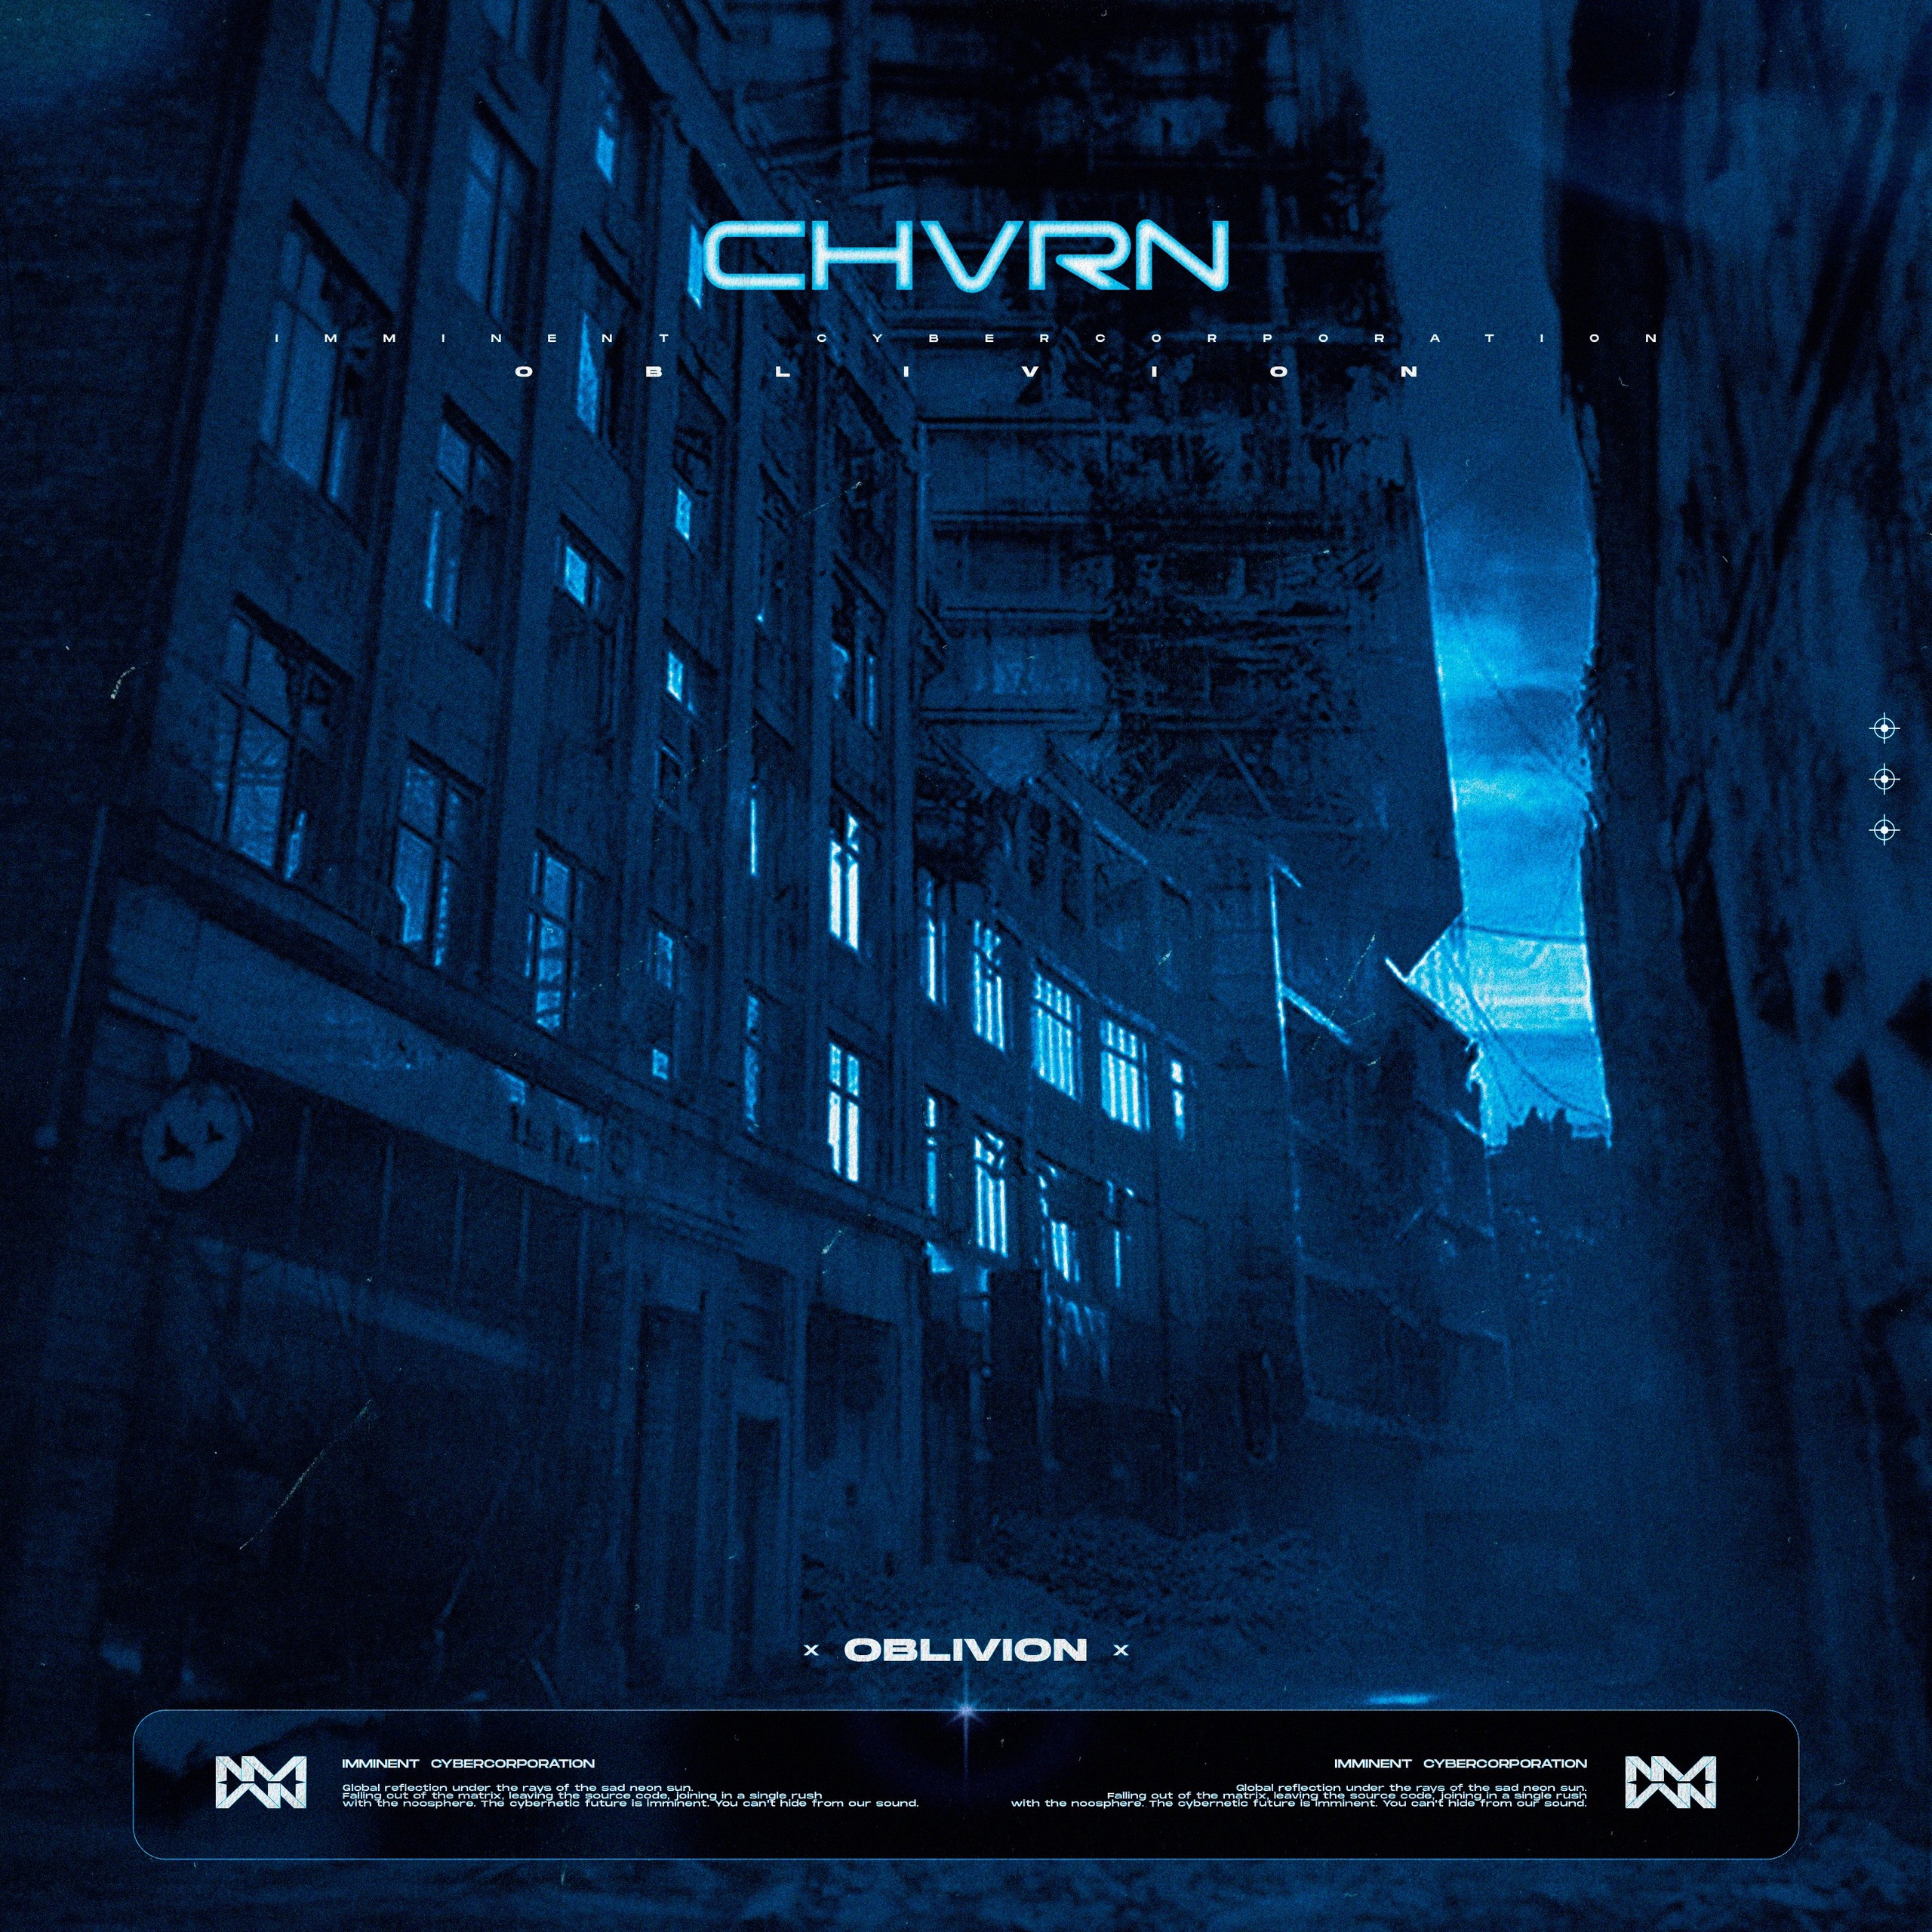 CHVRN
IMMINENT CYBERCORPORATION
OBLIVION
x OBLIVION x
IMMINENT CYBERCORPORATION
Global reflection under the rays of the sad neon sun.
Falling out of the matrix, leaving the source code, joining in a single rush
with the noosphere. The cybernetic future is imminent. You can't hide from our sound.
IMMINENT CYBERCORPORATION
Global reflection under the rays of the sad neon sun.
Falling out of the matrix, leaving the source code, joining in a single rush
with the noosphere. The cybernetic future is imminent. You can't hide from our sound.